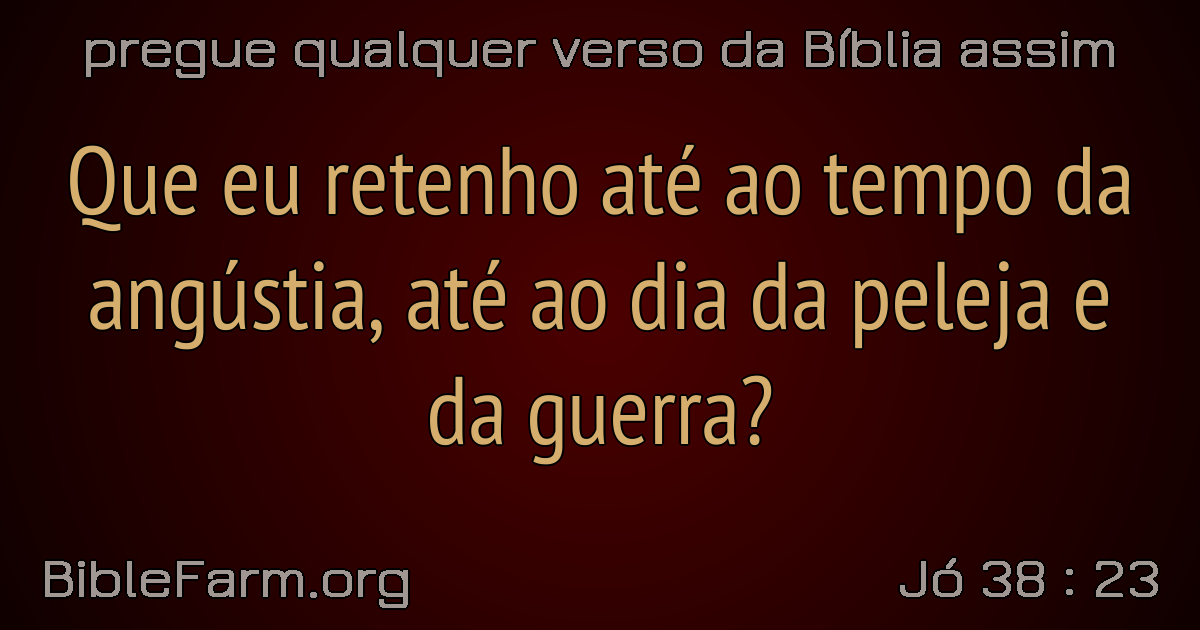 pregue qualquer verso da Bíblia assim
Que eu retenho até ao tempo da
angústia, até ao dia da peleja e
da guerra?
BibleFarm.org
Jó 38 : 23